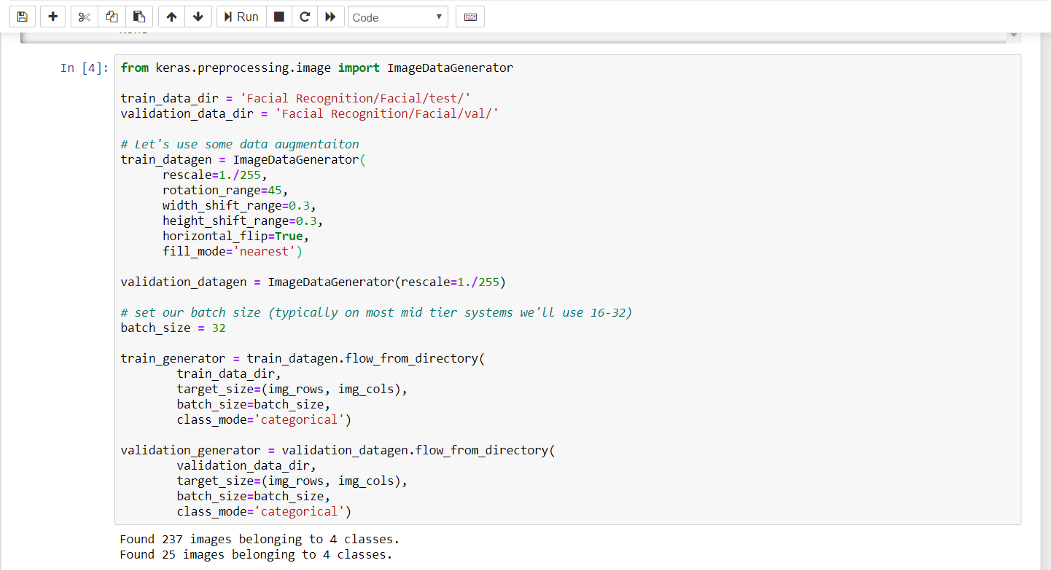 Run
Code
In [4]:
from keras.preprocessing.image import ImageDataGenerator
train_data_dir = 'Facial Recognition/Facial/test/'
validation_data_dir = 'Facial Recognition/Facial/val/'
# Let's use some data augmentaiton
train_datagen = ImageDataGenerator(
rescale=1./255,
rotation_range=45,
width_shift_range=0.3,
height_shift_range=0.3,
horizontal_flip=True,
fill_mode='nearest')
validation_datagen = ImageDataGenerator(rescale=1./255)
# set our batch size (typically on most mid tier systems we'll use 16-32)
batch_size = 32
train_generator = train_datagen.flow_from_directory(
train_data_dir,
target_size=(img_rows, img_cols),
batch_size=batch_size,
class_mode='categorical')
validation_generator = validation_datagen.flow_from_directory(
validation_data_dir,
target_size=(img_rows, img_cols),
batch_size=batch_size,
class_mode='categorical')
Found 237 images belonging to 4 classes.
Found 25 images belonging to 4 classes.